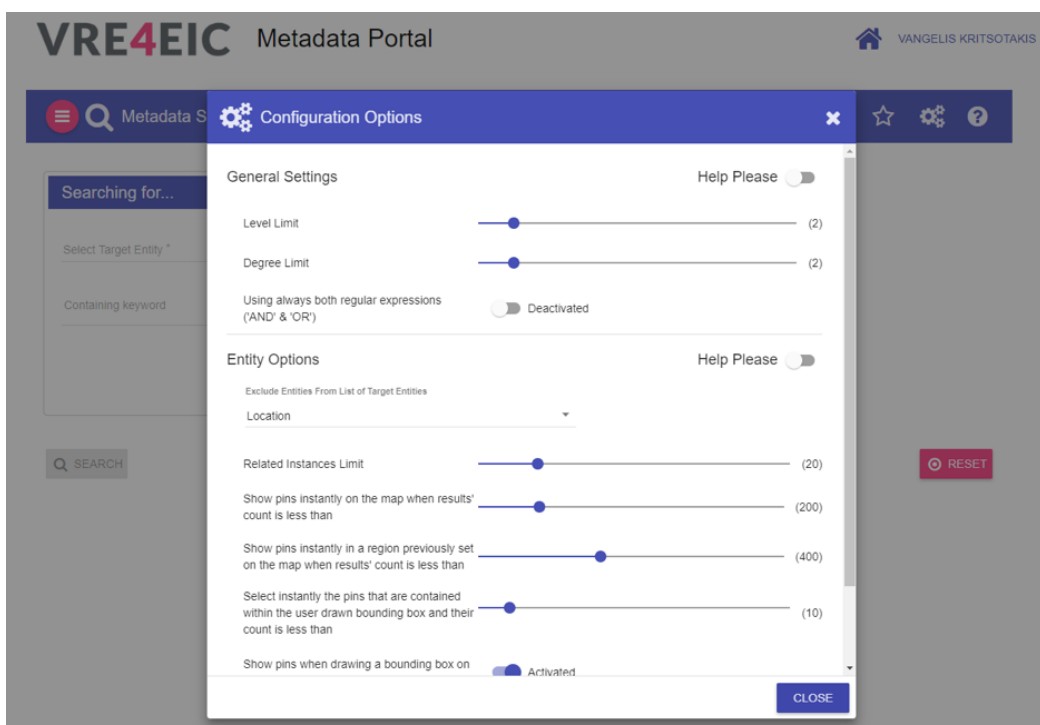 VRE4EIC Metadata Portal
VANGELIS KRITSOTAKIS
Metadata S
Configuration Options
Searching for...
Select Target Entity *
Containing keyword
SEARCH
RESET
General Settings
Help Please
Level Limit
(2)
Degree Limit
(2)
Using always both regular expressions
('AND' & 'OR')
Deactivated
Entity Options
Help Please
Exclude Entities From List of Target Entities
Location
Related Instances Limit
(20)
Show pins instantly on the map when results'
count is less than
(200)
Show pins instantly in a region previously set
on the map when results' count is less than
(400)
Select instantly the pins that are contained
within the user drawn bounding box and their
count is less than
(10)
Show pins when drawing a bounding box on
Activated
CLOSE